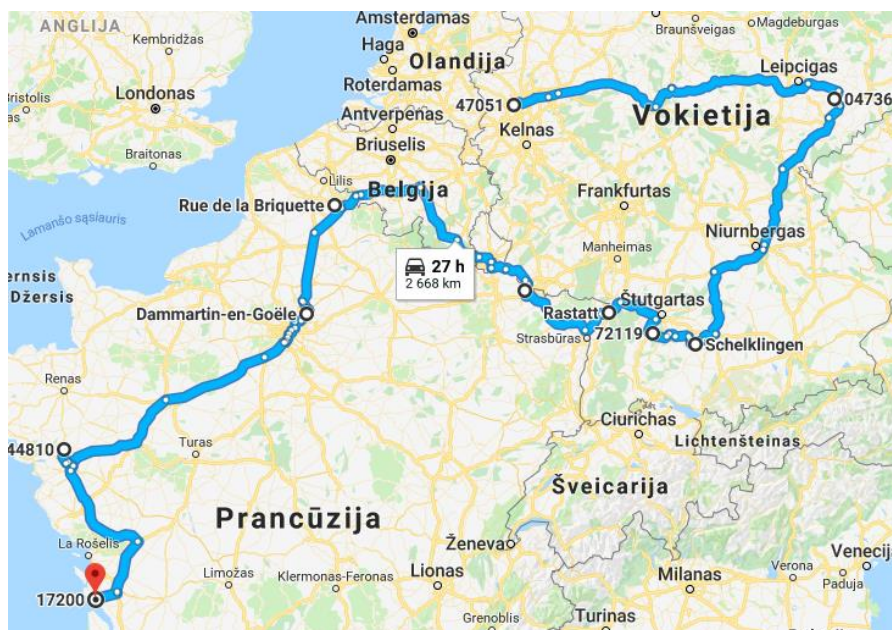 ANGLIJA
Kembridžas
Bristolis
Londonas
Braitonas
Amsterdamas
Haga
Olandija
Roterdamas
Antverpenas
Briuselis
Lilis
Belgija
Braunšveigas
Magdeburgas
Leipcigas
47051
Kelnas
Vokietija
04736
Frankfurtas
Manheimas
Niurnbergas
Lamanšo sąsiauris
Rue de la Briquette
27 h
2 668 km
Džersis
Dammartin-en-Goële
Rastatt
Štutgartas
Strasbūras
72119
Schelklingen
Renas
44810
Turas
Ciurichas
Lichtenšteinas
Šveicarija
Prancūzija
La Rošelis
Ženeva
17200
Limožas
Klermonas-Feronas
Lionas
Milanas
Verona
Venecija
Paduja
Grenoblis
Turinas